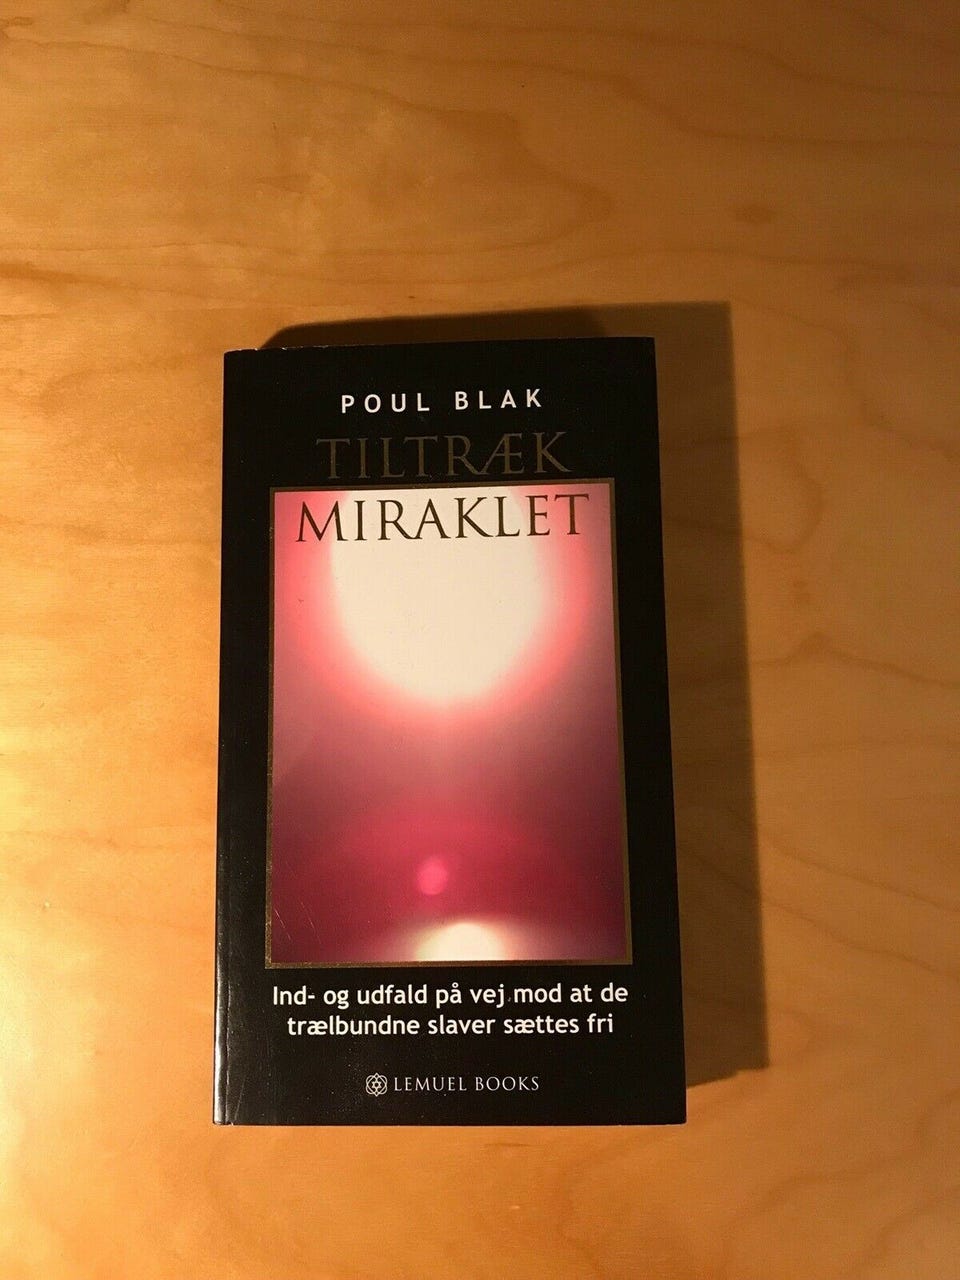 POUL BLAK
TILTRÆK
MIRAKLET
Ind- og udfald på vej mod at de
trælbundne slaver sættes fri
LEMUEL BOOKS